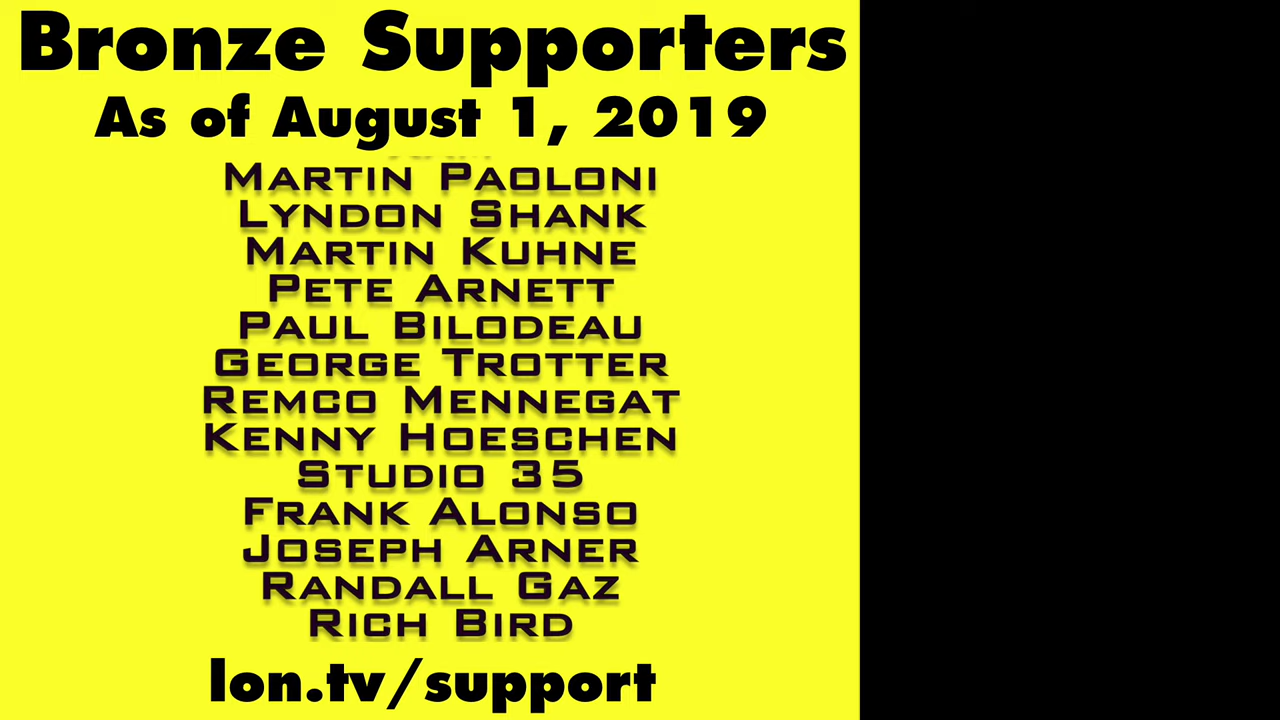 Bronze Supporters
As of August 1, 2019
Martin Paoloni
Lyndon Shank
Martin Kuhne
Pete Arnett
Paul Bilodeau
George Trotter
Remco Mennegat
Kenny Hoeschen
Studio 35
Frank Alonso
Joseph Arner
Randall Gaz
Rich Bird
lon.tv/support